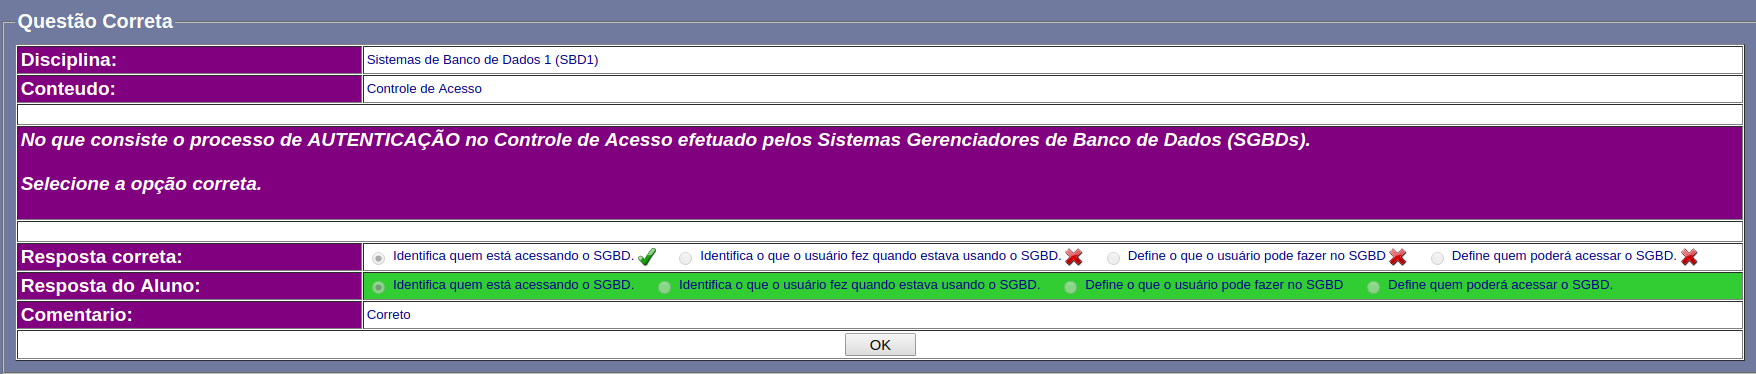 Questão Correta
Disciplina: Sistemas de Banco de Dados 1 (SBD1)
Conteudo: Controle de Acesso
No que consiste o processo de AUTENTICAÇÃO no Controle de Acesso efetuado pelos Sistemas Gerenciadores de Banco de Dados (SGBDs).
Selecione a opção correta.
Resposta correta: Identifica quem está acessando o SGBD. Identifica o que o usuário fez quando estava usando o SGBD. Define o que o usuário pode fazer no SGBD Define quem poderá acessar o SGBD.
Resposta do Aluno: Identifica quem está acessando o SGBD. Identifica o que o usuário fez quando estava usando o SGBD. Define o que o usuário pode fazer no SGBD Define quem poderá acessar o SGBD.
Comentario: Correto
OK